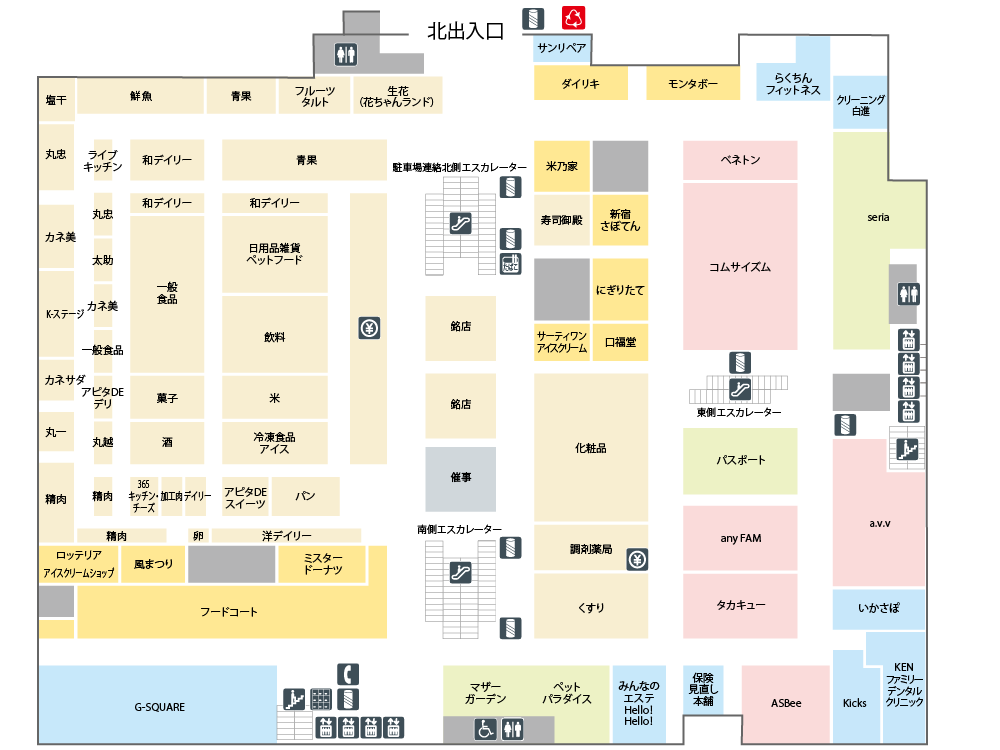 北出入口
サンリペア
ダイリキ
モンタボー
らくちん
フィットネス
クリーニング
白進
塩干
鮮魚
青果
フルーツ
タルト
生花
(花ちゃんランド)
丸忠
ライブ
キッチン
和デイリー
青果
駐車場連絡北側エスカレーター
米乃家
ベネトン
丸忠
和デイリー
和デイリー
寿司御殿
新宿
さぼてん
seria
カネ美
太助
一般
食品
日用品雑貨
ペットフード
たばこ
コムサイズム
K-ステージ
カネ美
飲料
銘店
にぎりたて
一般食品
サーティワン
アイスクリーム
口福堂
カネサダ
アピタDE
デリ
菓子
米
銘店
東側エスカレーター
丸一
丸越
酒
冷凍食品
アイス
化粧品
パスポート
精肉
精肉
365
キッチン・
チーズ
加工肉
デイリー
アピタDE
スイーツ
パン
催事
a.v.v
精肉
卵
洋デイリー
南側エスカレーター
調剤薬局
any FAM
ロッテリア
アイスクリームショップ
風まつり
ミスター
ドーナツ
フードコート
くすり
タカキュー
いかさぽ
G-SQUARE
マザー
ガーデン
ペット
パラダイス
みんなの
エステ
Hello!
Hello!
保険
見直し
本舗
ASBee
Kicks
KEN
ファミリー
デンタル
クリニック